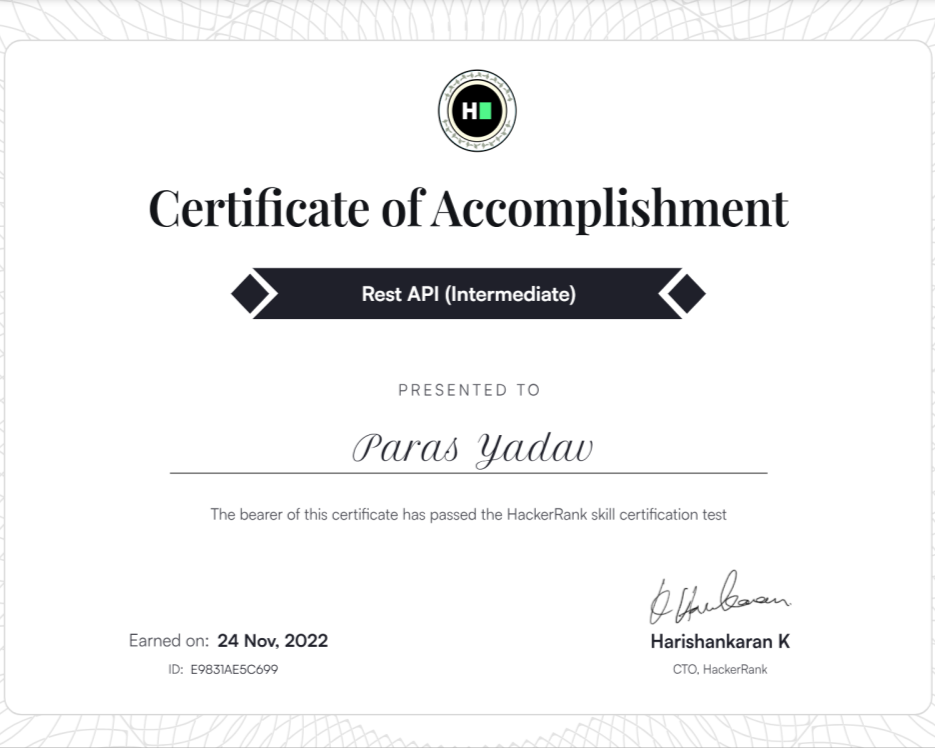 H
Certificate of Accomplishment
Rest API (Intermediate)
PRESENTED TO
Paras Yadav
The bearer of this certificate has passed the HackerRank skill certification test
Earned on: 24 Nov, 2022
ID: E9831AE5C699
Harishankaran K
CTO, HackerRank